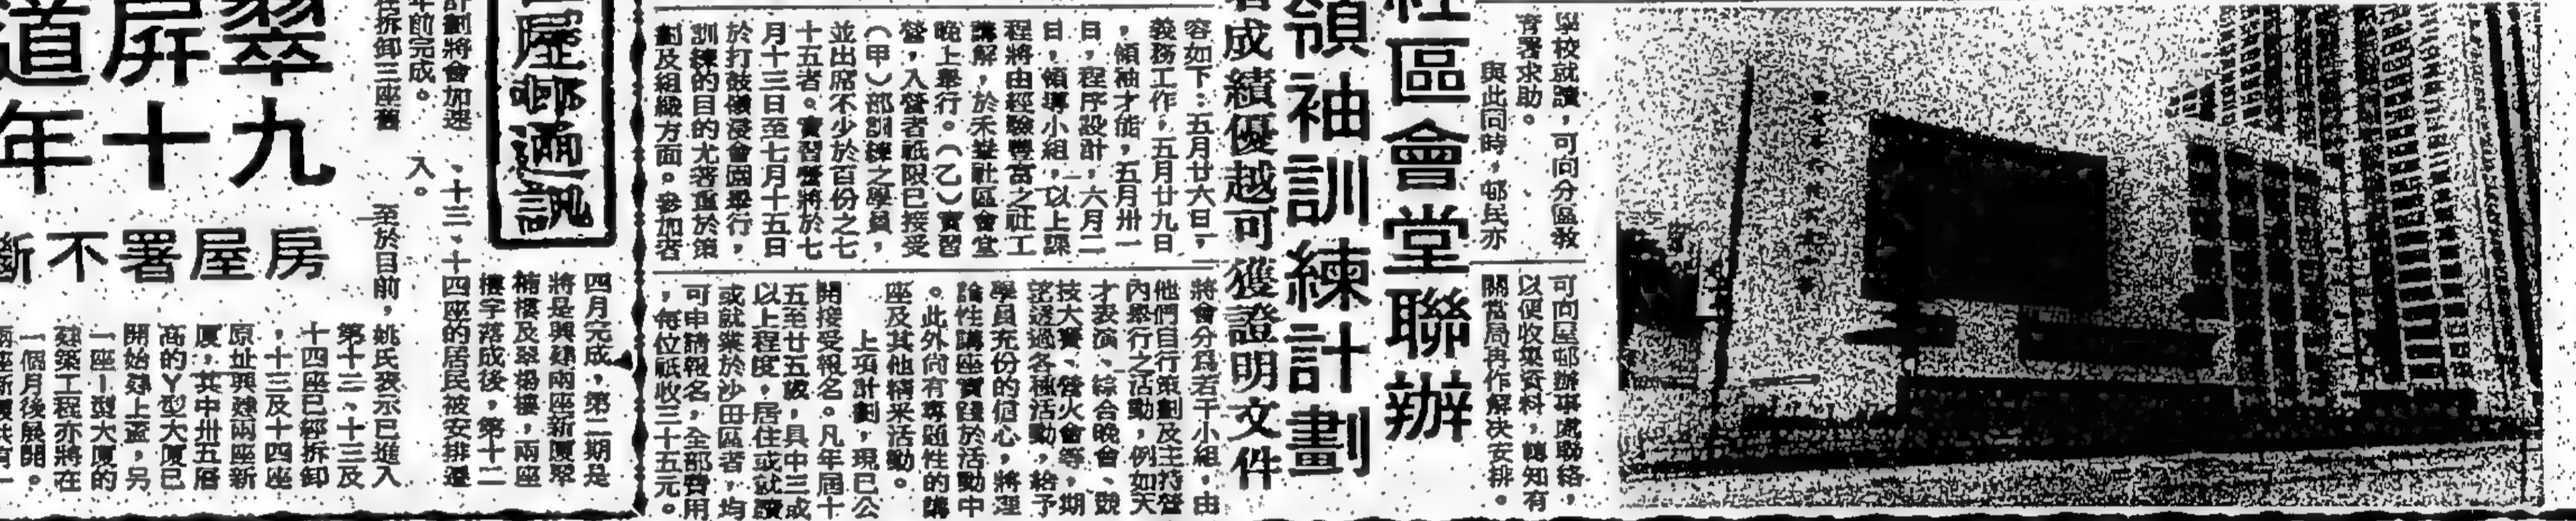 學校就讀,可向分區教
育署求助。
與此同時,邨民亦
可向屋邨辦事處聯絡,
以便收集資料,轉知有
關當局再作解決安排。
社區會堂聯辦
領袖訓練計劃
成績優越可獲證明文件
容如下:五月廿六日,
義務工作,五月廿九日
,領袖才能,五月卅一
日,程序設計,六月二
日,領導小組,以上課
程將由經驗豐富之社工
講解,於禾輋社區會堂
晚上舉行。(乙)實習
營,入營者祇限已接受
(甲)部訓練之學員,
並出席不少於百份之七
十五者。實習營將於七
月十三日至七月十五日
於打鼓嶺浸會園舉行,
訓練的目的尤著重於策
劃及組織方面。參加者
將會分爲若干小組,由
他們自行策劃及主持營
內舉行之活動,例如天
才表演、綜合晚會、競
技大賽、營火會等,期
望透過各種活動,給予
學員充份的信心,將理
論性講座實踐於活動中
。此外尚有專題性的講
座及其他精采活動。
上項計劃,現已公
開接受報名。凡年屆十
五至廿五歲,具中三或
以上程度,居住或就讀
或就業於沙田區者,均
可申請報名,全部費用
,每位祇收三十五元。
屋邨通訊
四月完成,第二期是
將是興建兩座新廈翠
楠樓及翠楊樓,兩座
樓宇落成後,第十二
、十三、十四座的居民被安排遷
入。
計劃將會加速
年前完成。
拆卸三座舊
至於目前,姚氏表示已進入
第十二、十三及
十四座已經拆卸
,十三及十四座
原址興建兩座新
廈,其中卅五層
高的Y型大廈已
開始建上蓋,另
一座I型大廈的
建築工程亦將在
一個月後展開。
翠九
屏十
道年
房屋署不斷